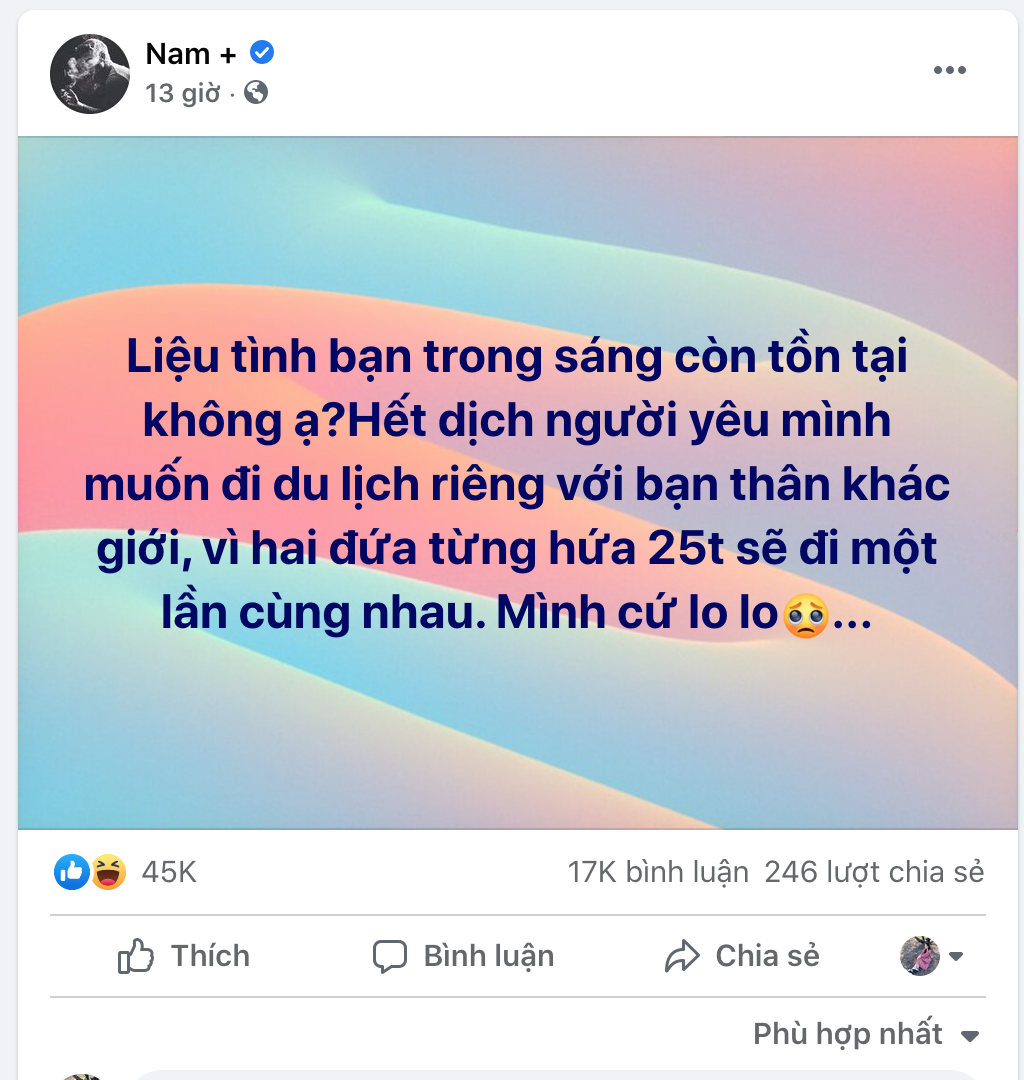 Nam +
13 giờ ·
Liệu tình bạn trong sáng còn tồn tại
không ạ?Hết dịch người yêu mình
muốn đi du lịch riêng với bạn thân khác
giới, vì hai đứa từng hứa 25t sẽ đi một
lần cùng nhau. Mình cứ lo lo🥺...
45K 17K bình luận 246 lượt chia sẻ
Thích Bình luận Chia sẻ
Phù hợp nhất